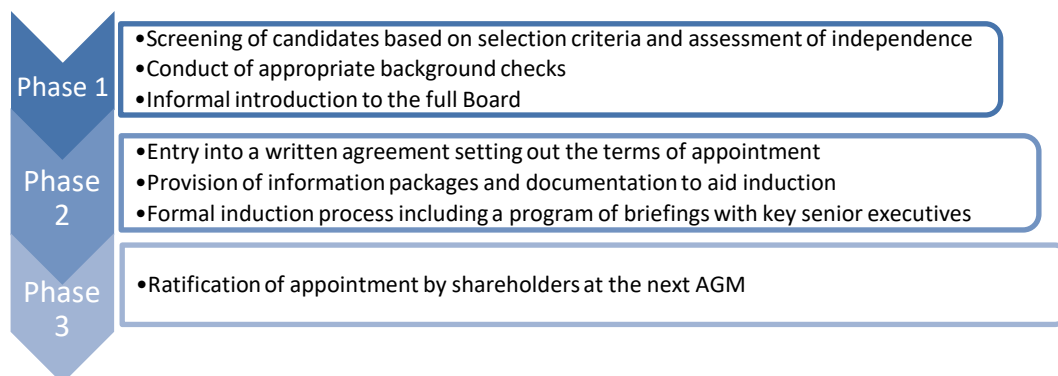 Phase 1
•Screening of candidates based on selection criteria and assessment of independence
•Conduct of appropriate background checks
•Informal introduction to the full Board
Phase
2
•Entry into a written agreement setting out the terms of appointment
•Provision of information packages and documentation to aid induction
•Formal induction process including a program of briefings with key senior executives
Phase
3
•Ratification of appointment by shareholders at the next AGM